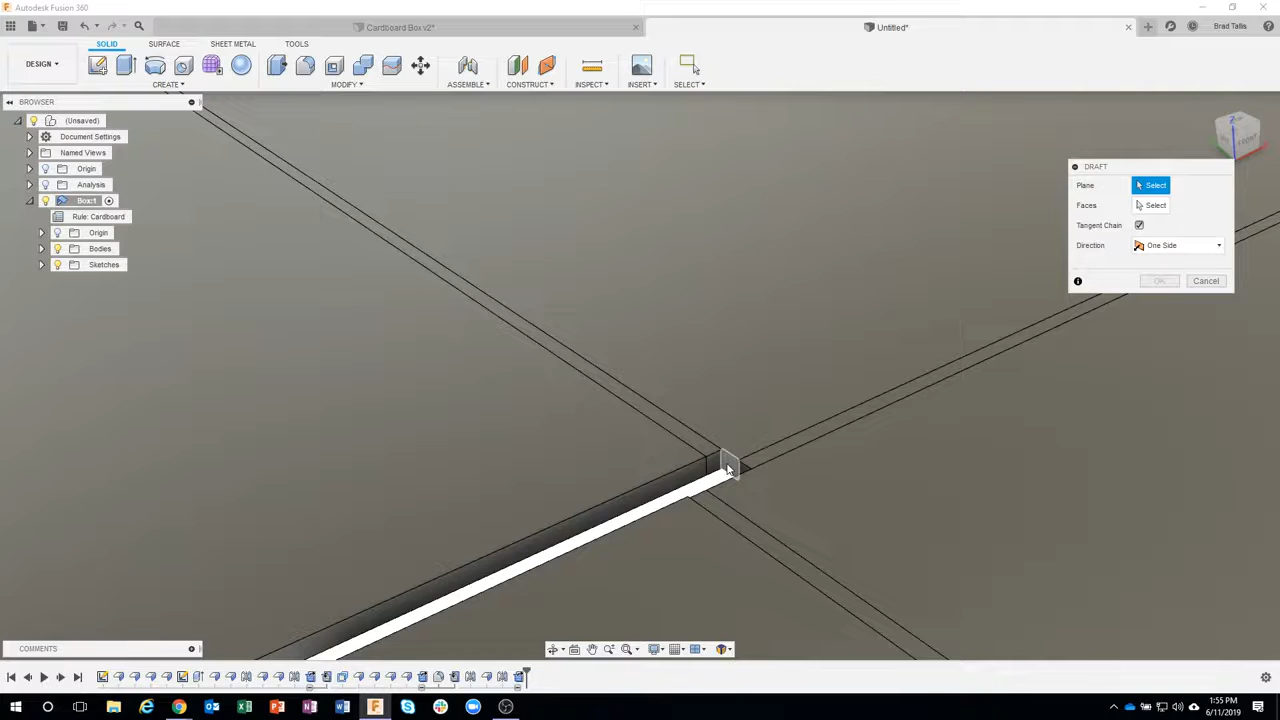 Autodesk Fusion 360
Cardboard Box v2*
Untitled*
Brad Tallis
DESIGN
SOLID
SURFACE
SHEET METAL
TOOLS
CREATE
MODIFY
ASSEMBLE
CONSTRUCT
INSPECT
INSERT
SELECT
BROWSER
(Unsaved)
Document Settings
Named Views
Origin
Analysis
Box:1
Rule: Cardboard
Origin
Bodies
Sketches
FRONT
DRAFT
Plane
Select
Faces
Select
Tangent Chain
Direction
One Side
OK
Cancel
COMMENTS
1:55 PM
6/11/2019